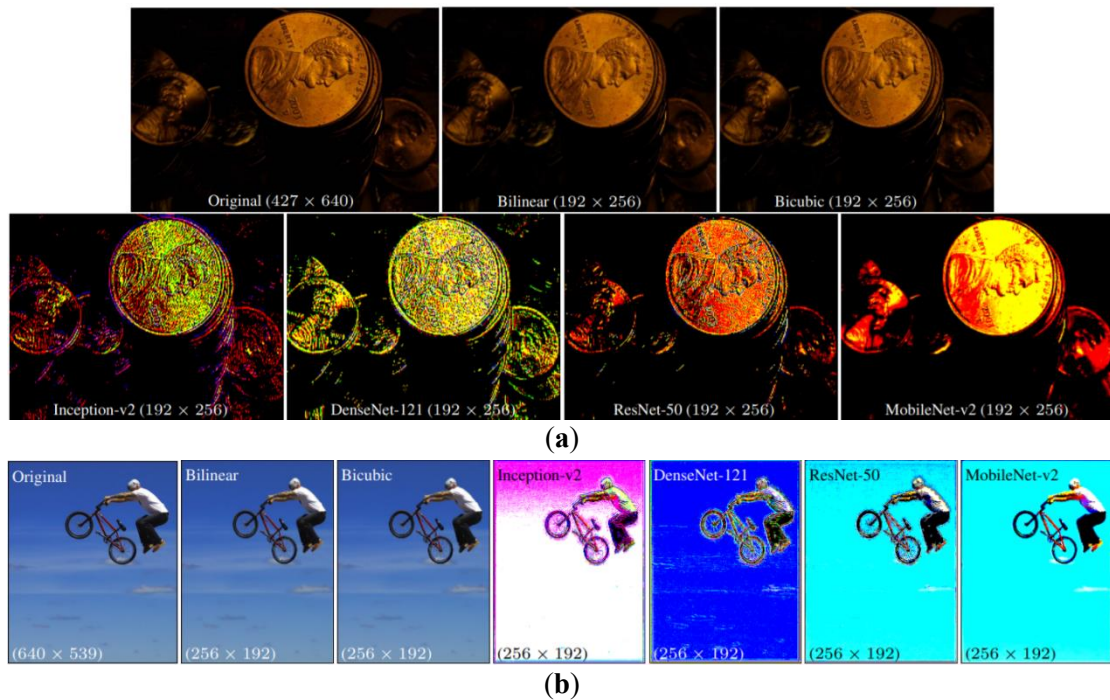 Original (427 × 640)
Bilinear (192 × 256)
Bicubic (192 × 256)
Inception-v2 (192 × 256)
DenseNet-121 (192 × 256)
ResNet-50 (192 × 256)
MobileNet-v2 (192 × 256)
(a)
Original
Bilinear
Bicubic
Inception-v2
DenseNet-121
ResNet-50
MobileNet-v2
(640 × 539)
(256 × 192)
(256 × 192)
(256 × 192)
(256 × 192)
(256 × 192)
(256 × 192)
(b)